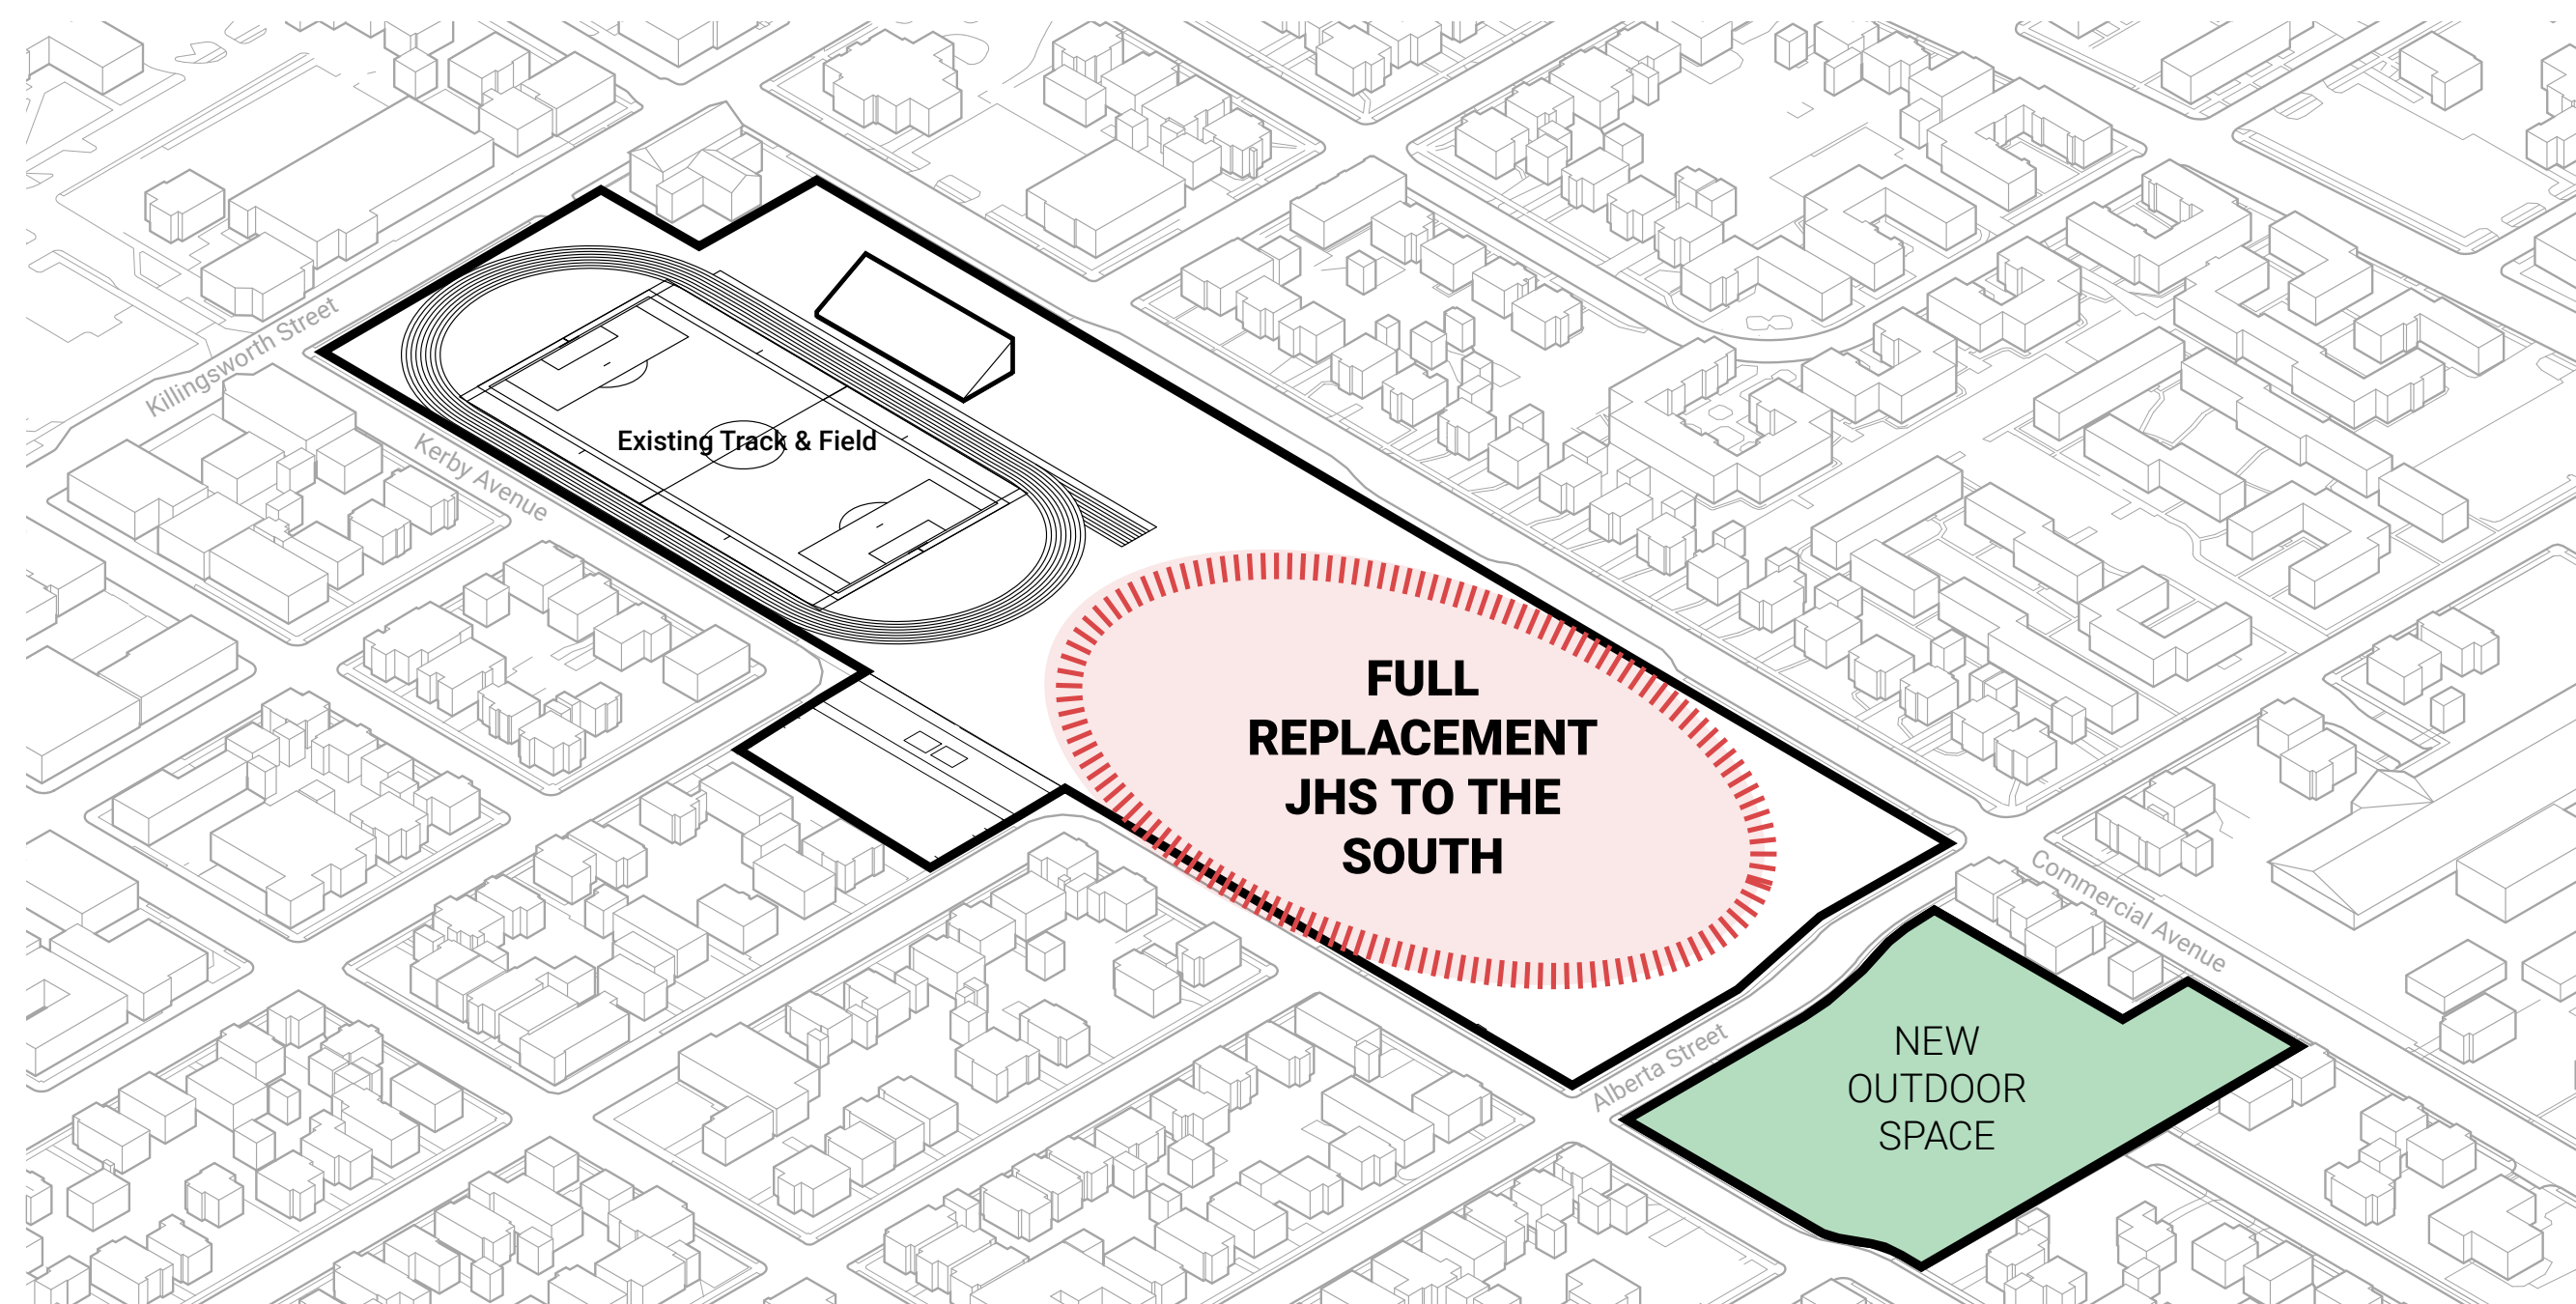 Killingsworth Street
Kerby Avenue
Existing Track & Field
FULL
REPLACEMENT
JHS TO THE
SOUTH
Commercial Avenue
Alberta Street
NEW
OUTDOOR
SPACE